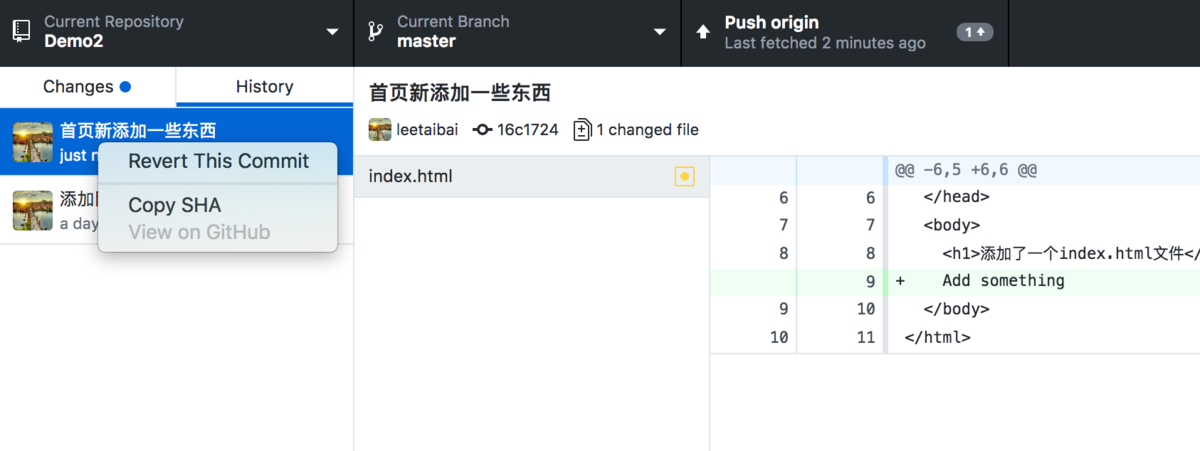 Current Repository
Demo2
Current Branch
master
Push origin
Last fetched 2 minutes ago
1
Changes
History
首页新添加一些东西
just
添加
a day
Revert This Commit
Copy SHA
View on GitHub
首页新添加一些东西
leetaibai
16c1724
1 changed file
index.html
@@ -6,5 +6,6 @@
6 6 </head>
7 7 <body>
8 8 <h1>添加了一个index.html文件</
9 + Add something
9 10 </body>
10 11 </html>